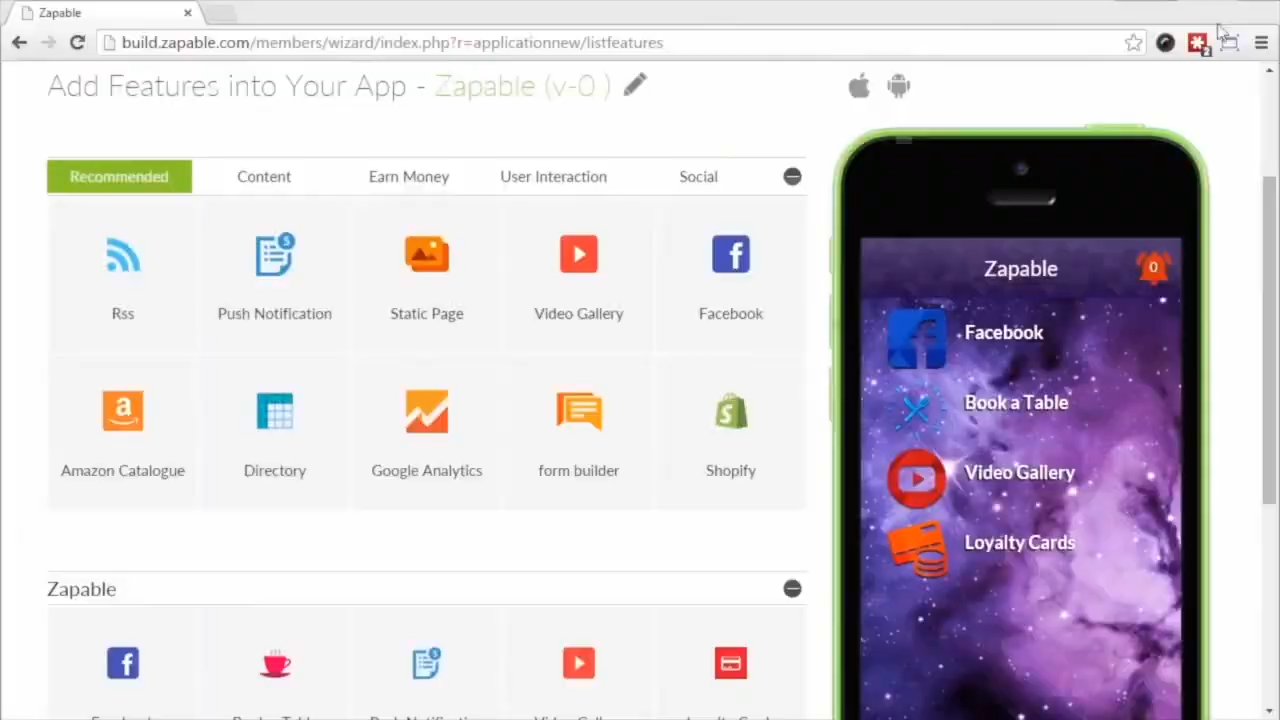 Zapable
build.zapable.com/members/wizard/index.php?r=applicationnew/listfeatures
2
Add Features into Your App - Zapable (v-0 )
Recommended Content Earn Money User Interaction Social
Rss Push Notification Static Page Video Gallery Facebook
Amazon Catalogue Directory Google Analytics form builder Shopify
Zapable
Zapable 0
Facebook
Book a Table
Video Gallery
Loyalty Cards